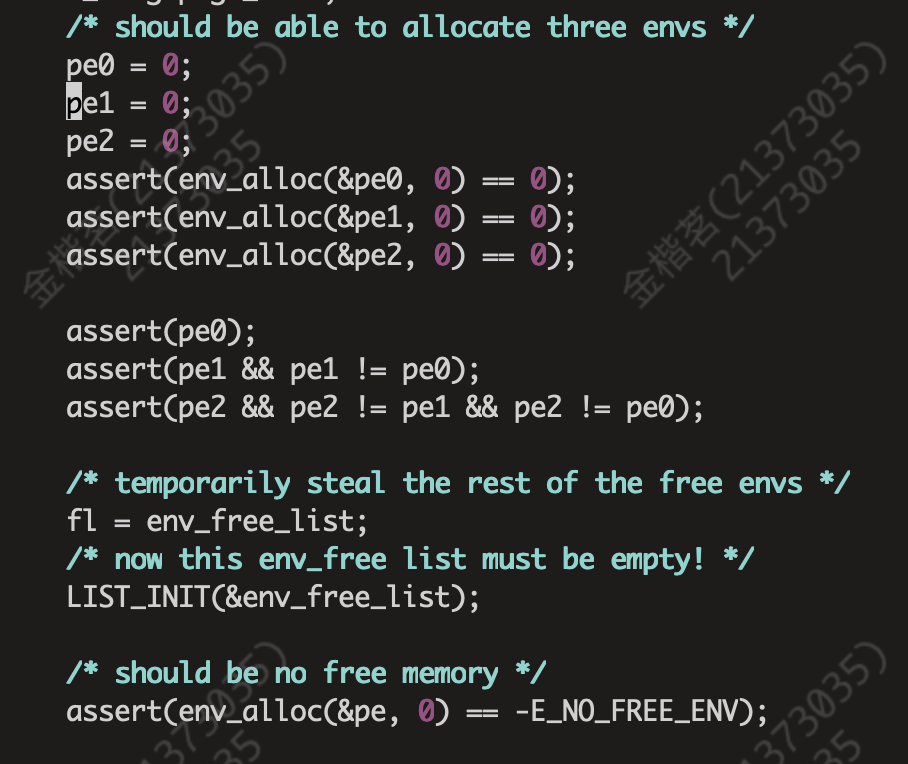 /* should be able to allocate three envs */
pe0 = 0;
pe1 = 0;
pe2 = 0;
assert(env_alloc(&pe0, 0) == 0);
assert(env_alloc(&pe1, 0) == 0);
assert(env_alloc(&pe2, 0) == 0);
assert(pe0);
assert(pe1 && pe1 != pe0);
assert(pe2 && pe2 != pe1 && pe2 != pe0);
/* temporarily steal the rest of the free envs */
fl = env_free_list;
/* now this env_free list must be empty! */
LIST_INIT(&env_free_list);
/* should be no free memory */
assert(env_alloc(&pe, 0) == -E_NO_FREE_ENV);
金楷茗(21373035)
21373035
金楷茗(21373035)
21373035